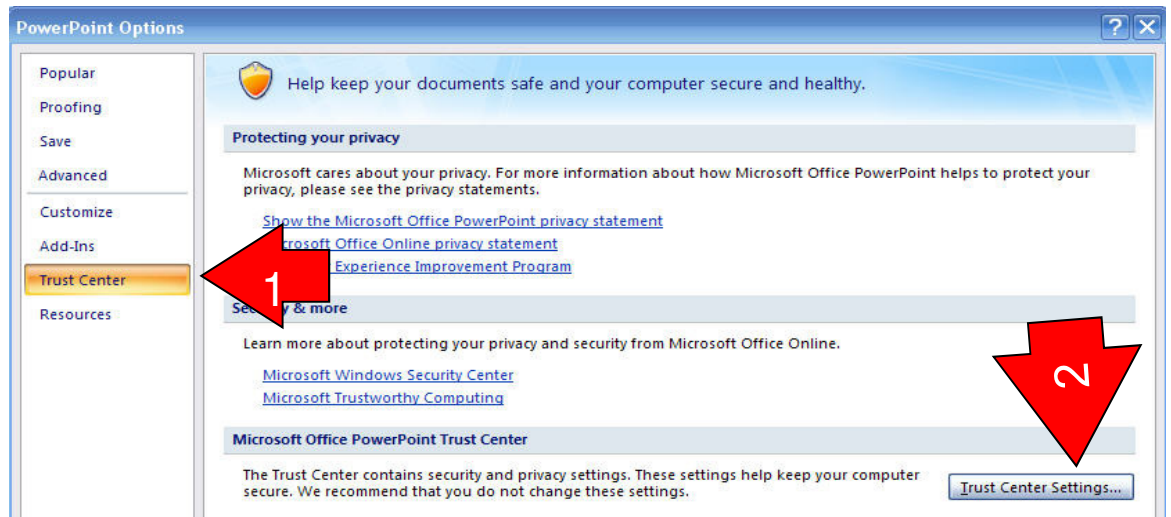 PowerPoint Options
Popular
Proofing
Save
Advanced
Customize
Add-Ins
Trust Center
Resources
Help keep your documents safe and your computer secure and healthy.
Protecting your privacy
Microsoft cares about your privacy. For more information about how Microsoft Office PowerPoint helps to protect your
privacy, please see the privacy statements.
Show the Microsoft Office PowerPoint privacy statement
Office Online privacy statement
Experience Improvement Program
1
& more
Learn more about protecting your privacy and security from Microsoft Office Online.
Microsoft Windows Security Center
Microsoft Trustworthy Computing
2
Microsoft Office PowerPoint Trust Center
The Trust Center contains security and privacy settings. These settings help keep your computer
secure. We recommend that you do not change these settings.
Trust Center Settings...